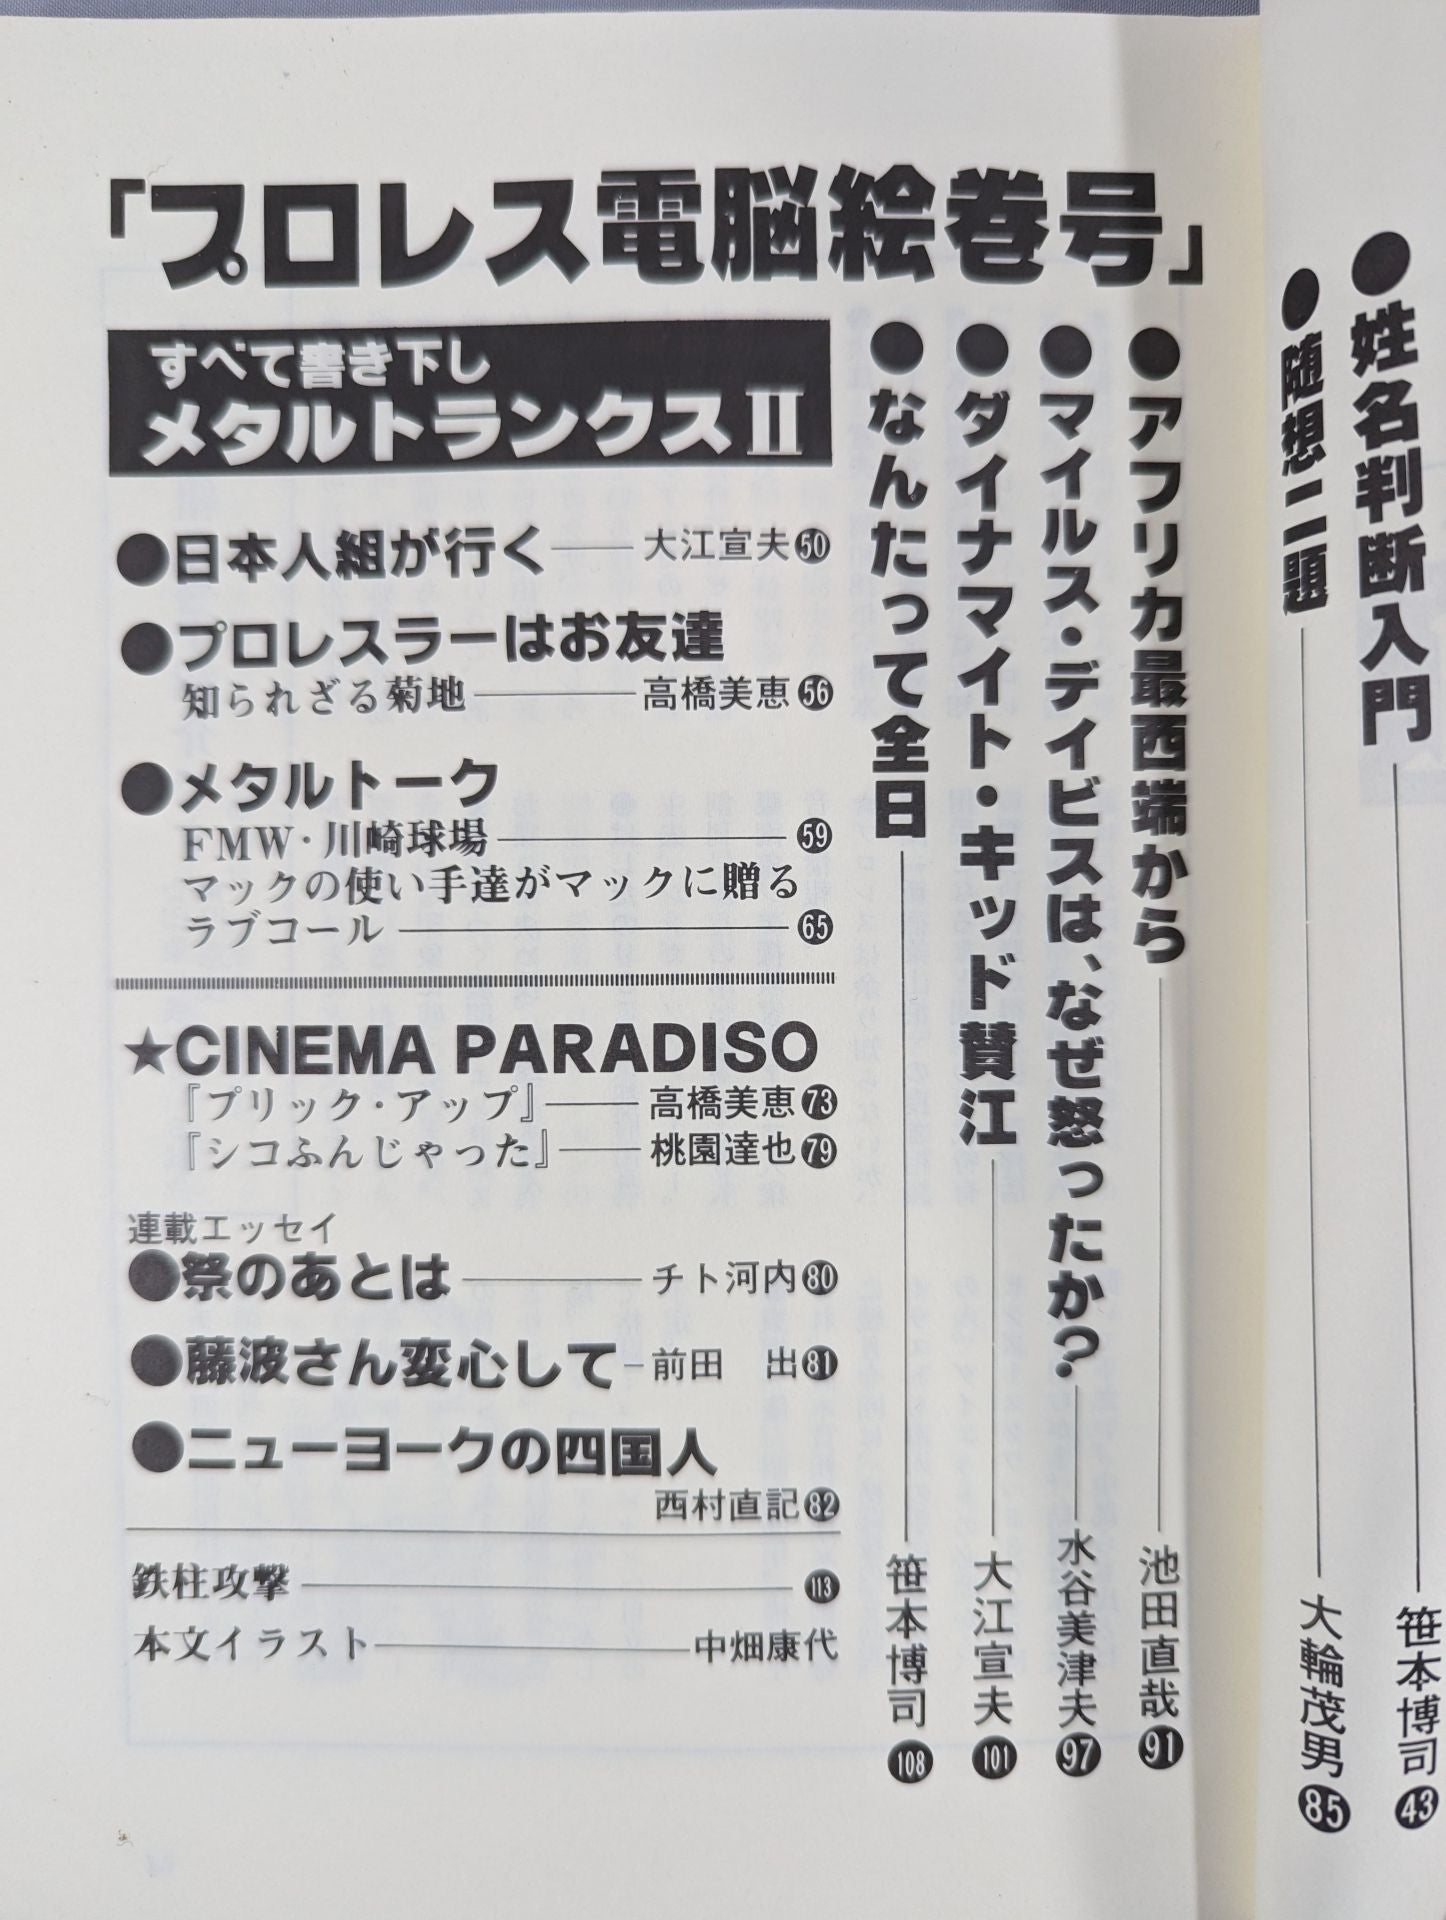 ●姓名判断入門 笹本博司 43
●随想二題 大輪茂男 85
「プロレス電脳絵巻号」
●アフリカ最西端から 池田直哉 91
●マイルス・デイビスは、なぜ怒ったか? 水谷美津夫 97
●ダイナマイト・キッド賛江 大江宣夫 101
●なんたって全日 笹本博司 108
すべて書き下し
メタルトランクスII
●日本人組が行く 大江宣夫 50
●プロレスラーはお友達
知られざる菊地 高橋美恵 56
●メタルトーク
FMW・川崎球場 59
マックの使い手達がマックに贈る
ラブコール 65
★CINEMA PARADISO
『プリック・アップ』 高橋美恵 73
『シコふんじゃった』 桃園達也 79
連載エッセイ
●祭のあとは チト河内 80
●藤波さん変心して 前田 出 81
●ニューヨークの四国人
西村直記 82
鉄柱攻撃 113
本文イラスト 中畑康代